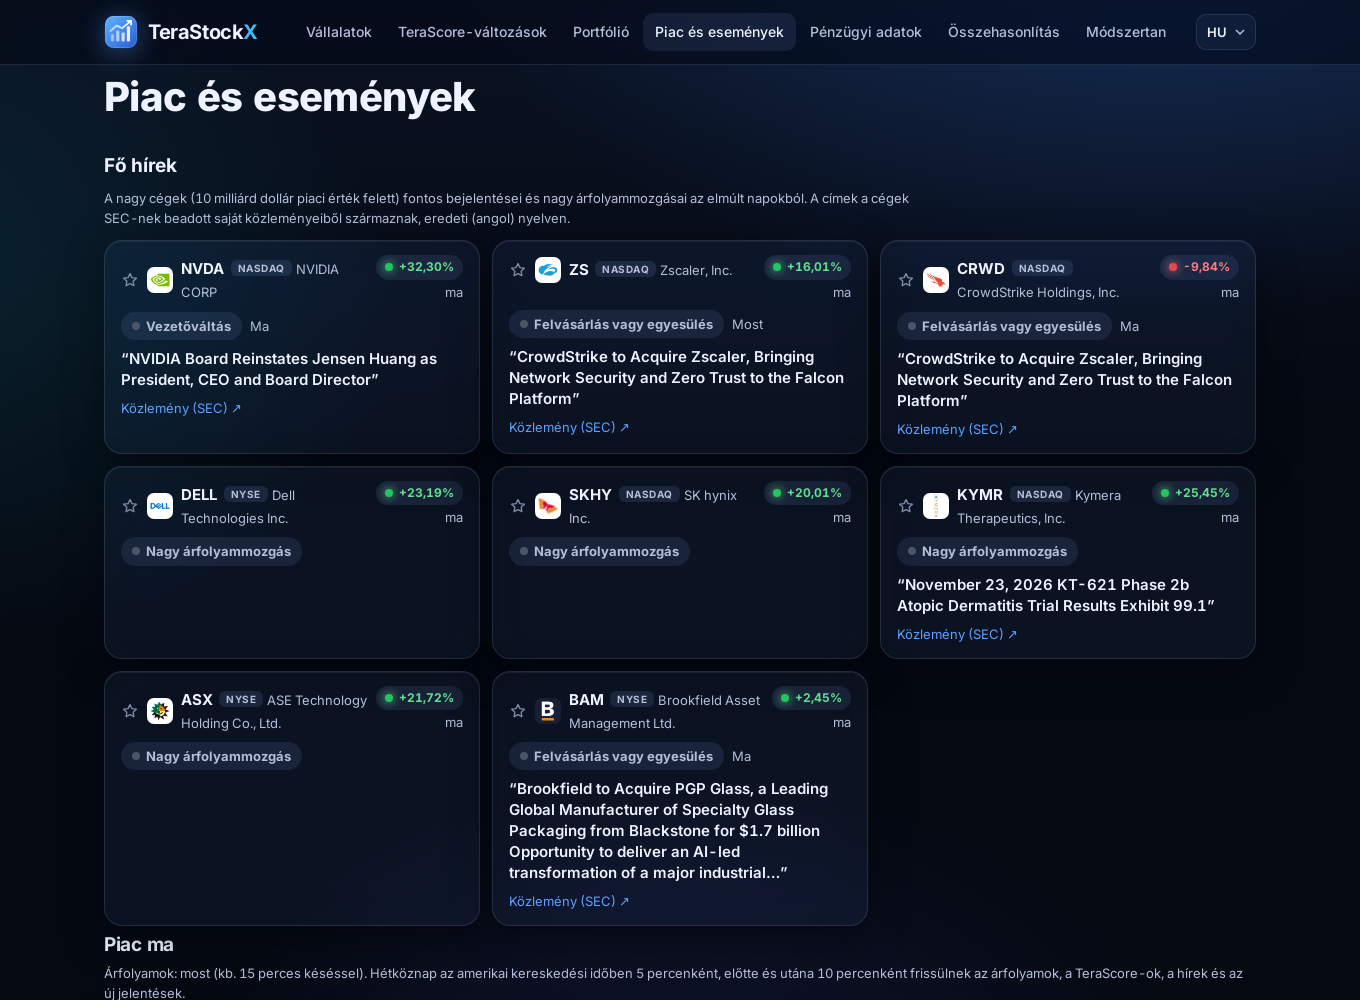 TeraStockX
Vállalatok
TeraScore-változások
Portfólió
Piac és események
Pénzügyi adatok
Összehasonlítás
Módszertan
HU
Piac és események
Fő hírek
A nagy cégek (10 milliárd dollár piaci érték felett) fontos bejelentései és nagy árfolyammozgásai az elmúlt napokból. A címek a cégek
SEC-nek beadott saját közleményeiből származnak, eredeti (angol) nyelven.
NVDA NASDAQ NVIDIA
CORP
+32,30%
ma
Vezetőváltás Ma
“NVIDIA Board Reinstates Jensen Huang as
President, CEO and Board Director”
Közlemény (SEC) ↗
ZS NASDAQ Zscaler, Inc.
+16,01%
ma
Felvásárlás vagy egyesülés Most
“CrowdStrike to Acquire Zscaler, Bringing
Network Security and Zero Trust to the Falcon
Platform”
Közlemény (SEC) ↗
CRWD NASDAQ
CrowdStrike Holdings, Inc.
-9,84%
ma
Felvásárlás vagy egyesülés Ma
“CrowdStrike to Acquire Zscaler, Bringing
Network Security and Zero Trust to the Falcon
Platform”
Közlemény (SEC) ↗
DELL
DELL NYSE Dell
Technologies Inc.
+23,19%
ma
Nagy árfolyammozgás
SKHY NASDAQ SK hynix
Inc.
+20,01%
ma
Nagy árfolyammozgás
KYMR NASDAQ Kymera
Therapeutics, Inc.
+25,45%
ma
Nagy árfolyammozgás
“November 23, 2026 KT-621 Phase 2b
Atopic Dermatitis Trial Results Exhibit 99.1”
Közlemény (SEC) ↗
ASX NYSE ASE Technology
Holding Co., Ltd.
+21,72%
ma
Nagy árfolyammozgás
B
BAM NYSE Brookfield Asset
Management Ltd.
+2,45%
ma
Felvásárlás vagy egyesülés Ma
“Brookfield to Acquire PGP Glass, a Leading
Global Manufacturer of Specialty Glass
Packaging from Blackstone for $1.7 billion
Opportunity to deliver an AI-led
transformation of a major industrial…”
Közlemény (SEC) ↗
Piac ma
Árfolyamok: most (kb. 15 perces késéssel). Hétköznap az amerikai kereskedési időben 5 percenként, előtte és utána 10 percenként frissülnek az árfolyamok, a TeraScore-ok, a hírek és az
új jelentések.